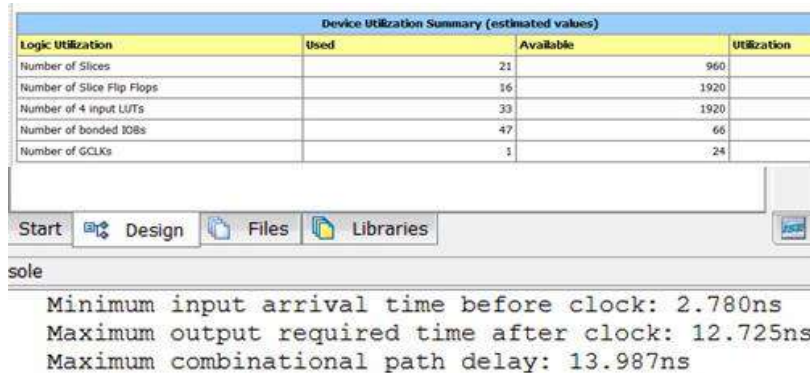 Device Utilization Summary (estimated values)
Logic Utilization Used Available Utilization
Number of Slices 21 960
Number of Slice Flip Flops 16 1920
Number of 4 input LUTs 33 1920
Number of bonded IOBs 47 66
Number of GCLKs 1 24
Start Design Files Libraries
sole
Minimum input arrival time before clock: 2.780ns
Maximum output required time after clock: 12.725ns
Maximum combinational path delay: 13.987ns